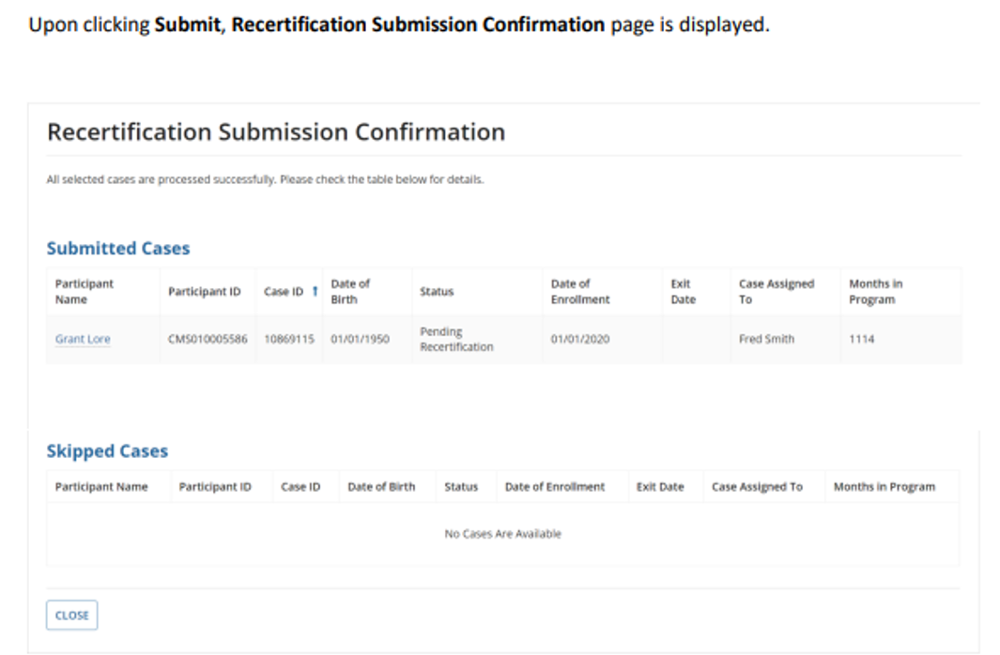 Upon clicking Submit, Recertification Submission Confirmation page is displayed.
Recertification Submission Confirmation
All selected cases are processed successfully. Please check the table below for details.
Submitted Cases
Participant Name Participant ID Case ID ↑ Date of Birth Status Date of Enrollment Exit Date Case Assigned To Months in Program
Grant Lore CMS010005586 10869115 01/01/1950 Pending Recertification 01/01/2020 Fred Smith 1114
Skipped Cases
Participant Name Participant ID Case ID Date of Birth Status Date of Enrollment Exit Date Case Assigned To Months in Program
No Cases Are Available
CLOSE